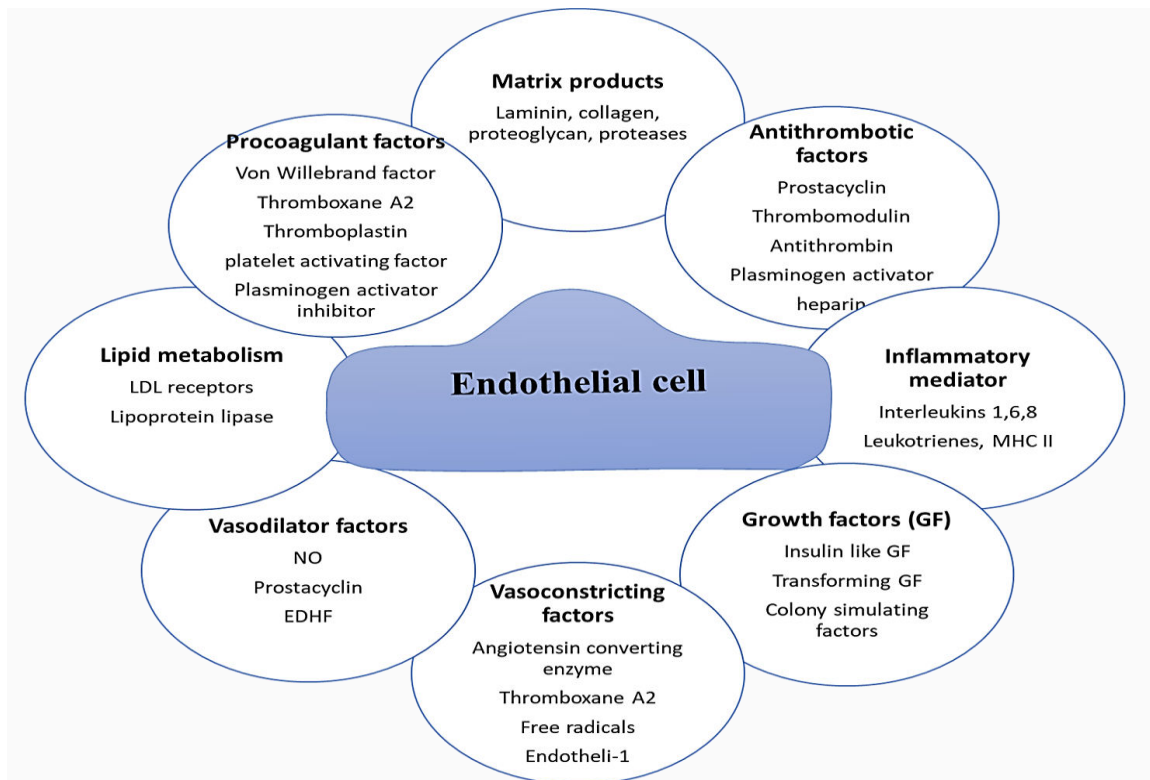 Matrix products
Laminin, collagen,
proteoglycan, proteases
Antithrombotic
factors
Prostacyclin
Thrombomodulin
Antithrombin
Plasminogen activator
heparin
Inflammatory
mediator
Interleukins 1,6,8
Leukotrienes, MHC II
Growth factors (GF)
Insulin like GF
Transforming GF
Colony simulating
factors
Vasoconstricting
factors
Angiotensin converting
enzyme
Thromboxane A2
Free radicals
Endotheli-1
Vasodilator factors
NO
Prostacyclin
EDHF
Lipid metabolism
LDL receptors
Lipoprotein lipase
Procoagulant factors
Von Willebrand factor
Thromboxane A2
Thromboplastin
platelet activating factor
Plasminogen activator
inhibitor
Endothelial cell